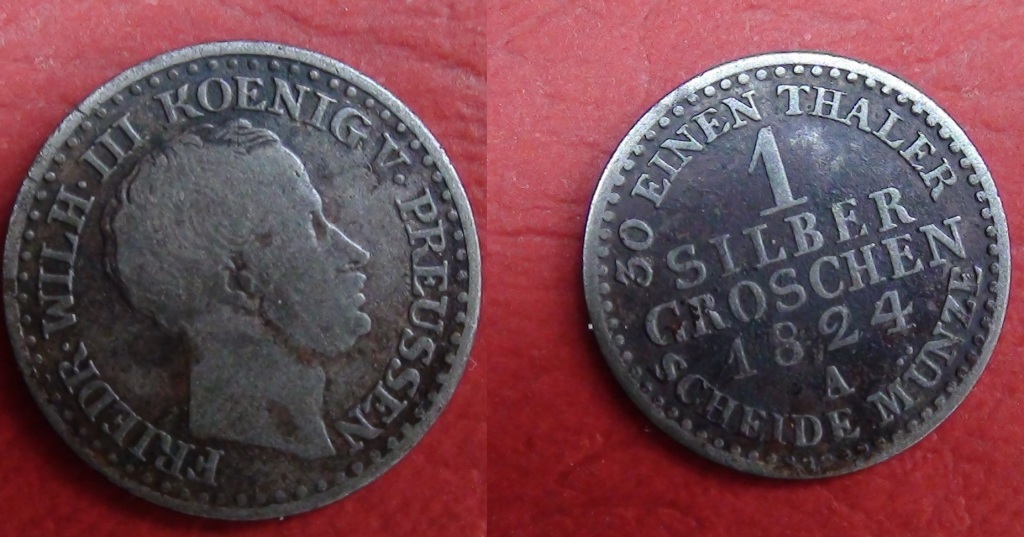 FRIEDR. WILH. III KOENIG V. PREUSSEN
30 EINEN THALER
1
SILBER
GROSCHEN
1824
A
SCHEIDE MÜNZE